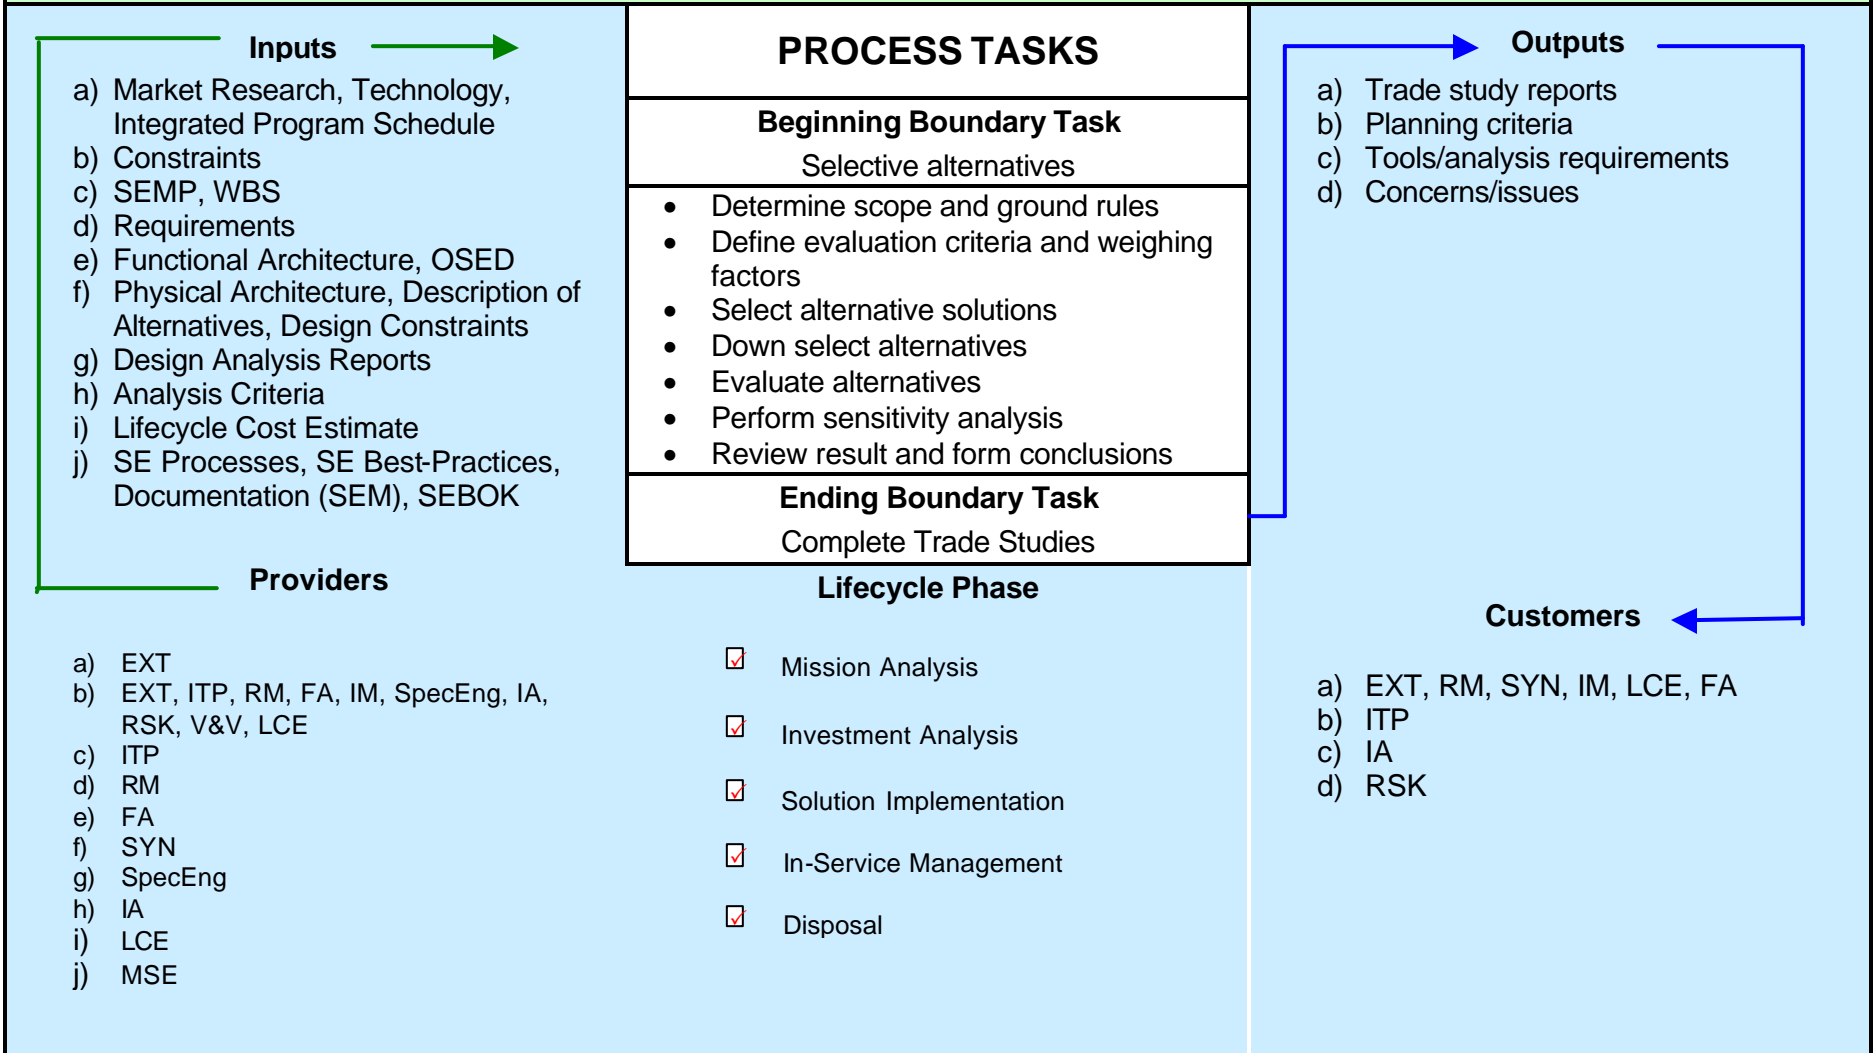 Inputs
a) Market Research, Technology,
Integrated Program Schedule
b) Constraints
c) SEMP, WBS
d) Requirements
e) Functional Architecture, OSED
f) Physical Architecture, Description of
Alternatives, Design Constraints
g) Design Analysis Reports
h) Analysis Criteria
i) Lifecycle Cost Estimate
j) SE Processes, SE Best-Practices,
Documentation (SEM), SEBOK
Providers
a) EXT
b) EXT, ITP, RM, FA, IM, SpecEng, IA,
RSK, V&V, LCE
c) ITP
d) RM
e) FA
f) SYN
g) SpecEng
h) IA
i) LCE
j) MSE
PROCESS TASKS
Beginning Boundary Task
Selective alternatives
• Determine scope and ground rules
• Define evaluation criteria and weighing
factors
• Select alternative solutions
• Down select alternatives
• Evaluate alternatives
• Perform sensitivity analysis
• Review result and form conclusions
Ending Boundary Task
Complete Trade Studies
Lifecycle Phase
Mission Analysis
Investment Analysis
Solution Implementation
In-Service Management
Disposal
Outputs
a) Trade study reports
b) Planning criteria
c) Tools/analysis requirements
d) Concerns/issues
Customers
a) EXT, RM, SYN, IM, LCE, FA
b) ITP
c) IA
d) RSK